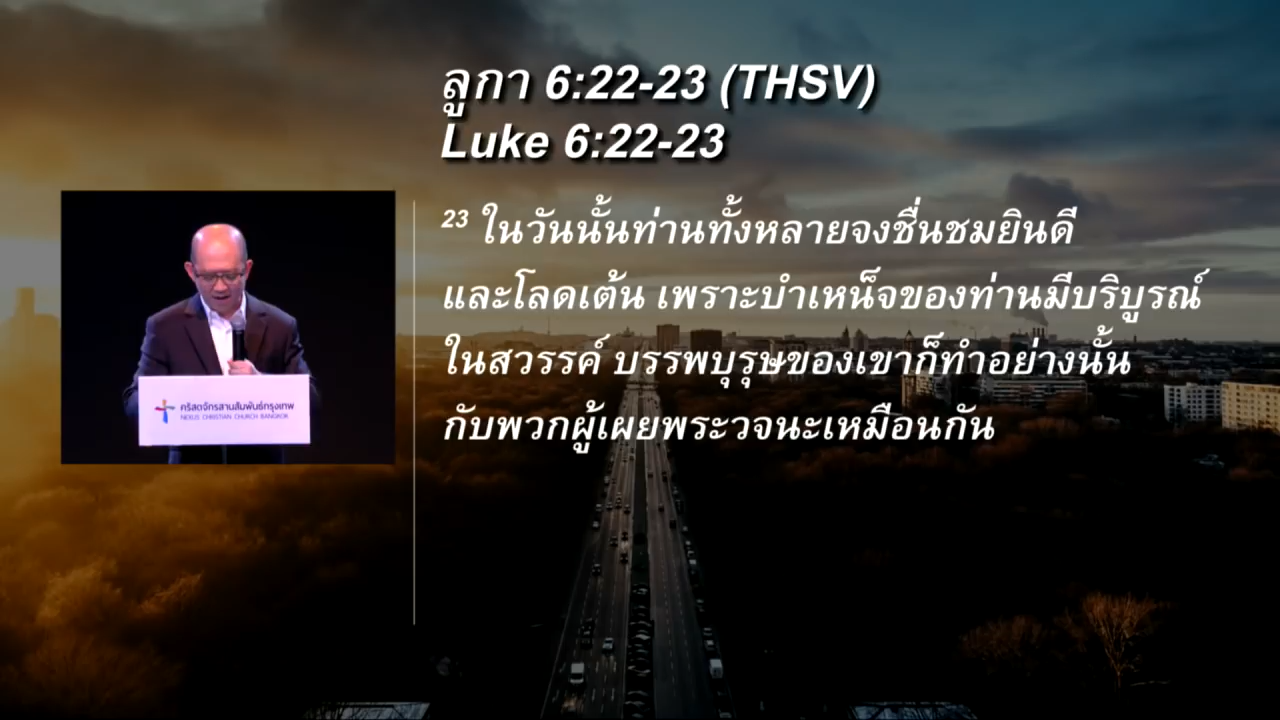 ลูกา 6:22-23 (THSV)
Luke 6:22-23
23 ในวันนั้นท่านทั้งหลายจงชื่นชมยินดี
และโลดเต้น เพราะบำเหน็จของท่านมีบริบูรณ์
ในสวรรค์ บรรพบุรุษของเขาก็ทำอย่างนั้น
กับพวกผู้เผยพระวจนะเหมือนกัน
คริสตจักรสานสัมพันธ์กรุงเทพ
NEXUS CHRISTIAN CHURCH BANGKOK